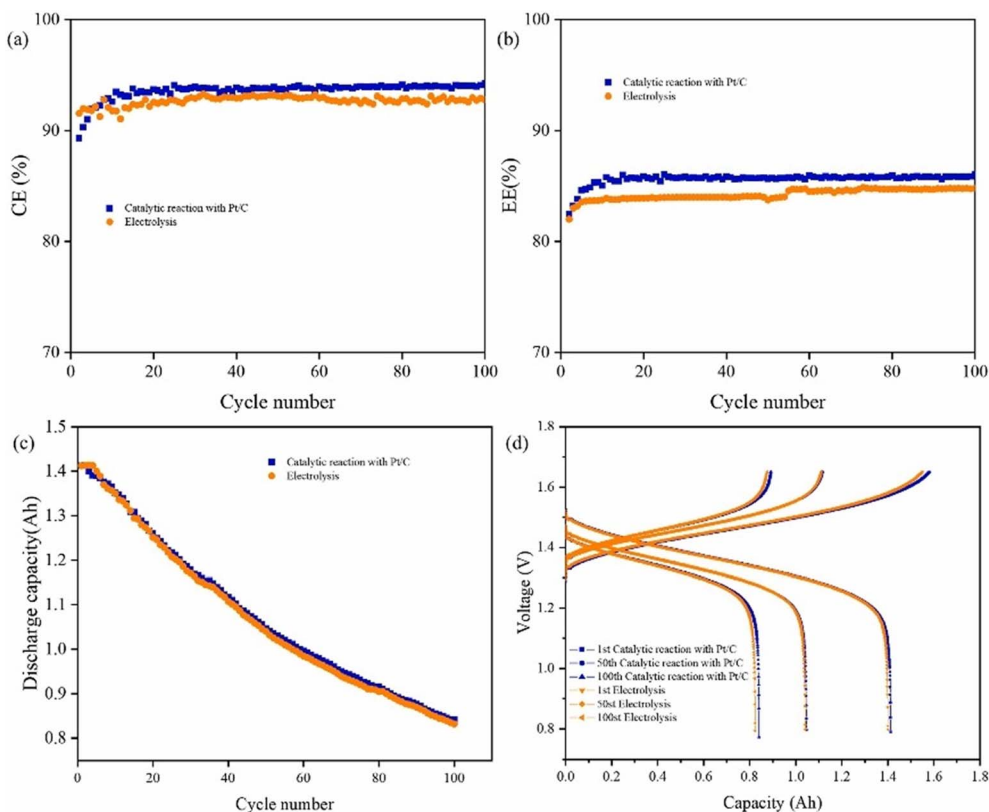 (a)
100
90
80
70
CE (%)
Catalytic reaction with Pt/C
Electrolysis
0
20
40
60
80
100
Cycle number
(b)
100
90
80
70
EE(%)
Catalytic reaction with Pt/C
Electrolysis
0
20
40
60
80
100
Cycle number
(c)
1.5
1.4
1.3
1.2
1.1
1.0
0.9
0.8
Discharge capacity(Ah)
Catalytic reaction with Pt/C
Electrolysis
0
20
40
60
80
100
Cycle number
(d)
1.8
1.6
1.4
1.2
1.0
0.8
Voltage (V)
1st Catalytic reaction with Pt/C
50th Catalytic reaction with Pt/C
100th Catalytic reaction with Pt/C
1st Electrolysis
50st Electrolysis
100st Electrolysis
0.0
0.2
0.4
0.6
0.8
1.0
1.2
1.4
1.6
1.8
Capacity (Ah)